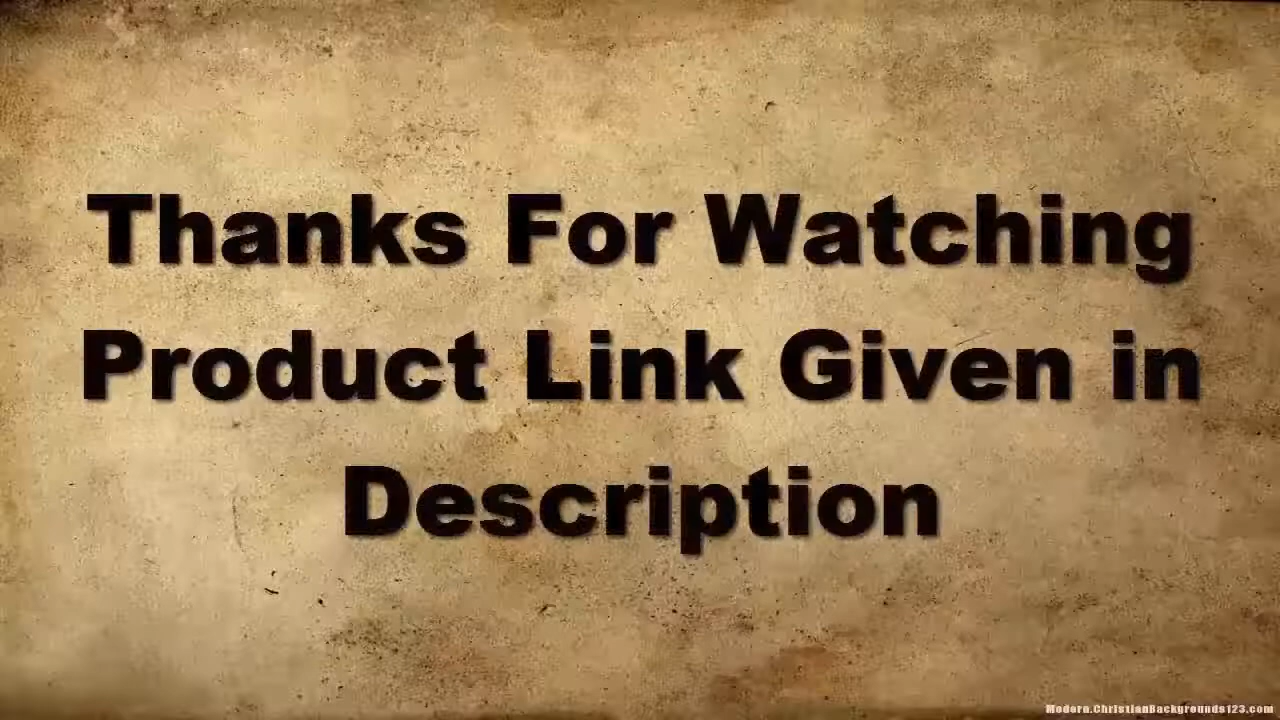 Thanks For Watching
Product Link Given in
Description
Modern.ChristianBackgrounds123.com